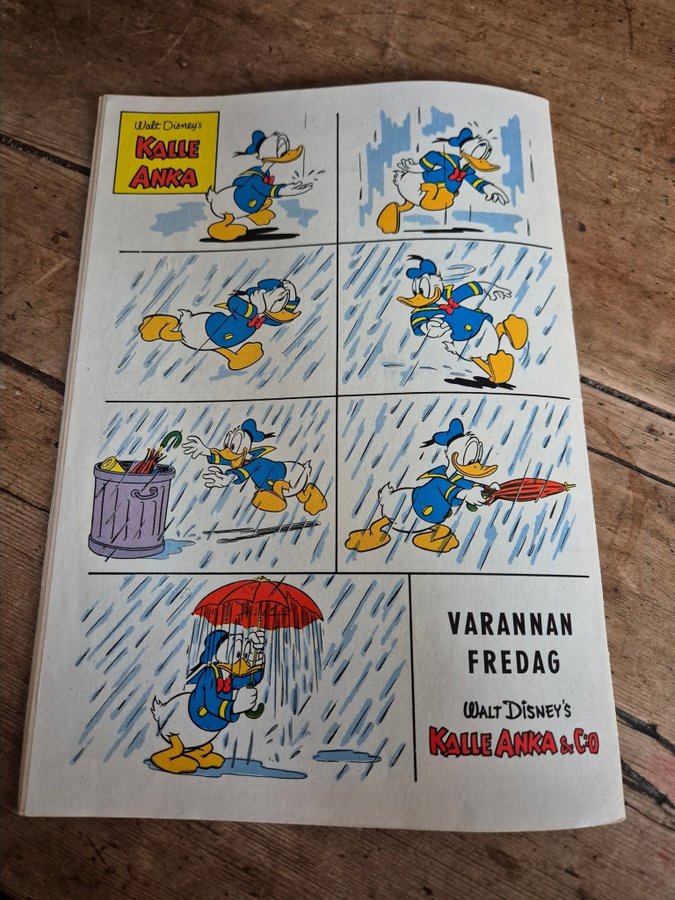 Walt Disney's
KALLE
ANKA
VARANNAN
FREDAG
WALT DISNEY'S
KALLE ANKA & C:O